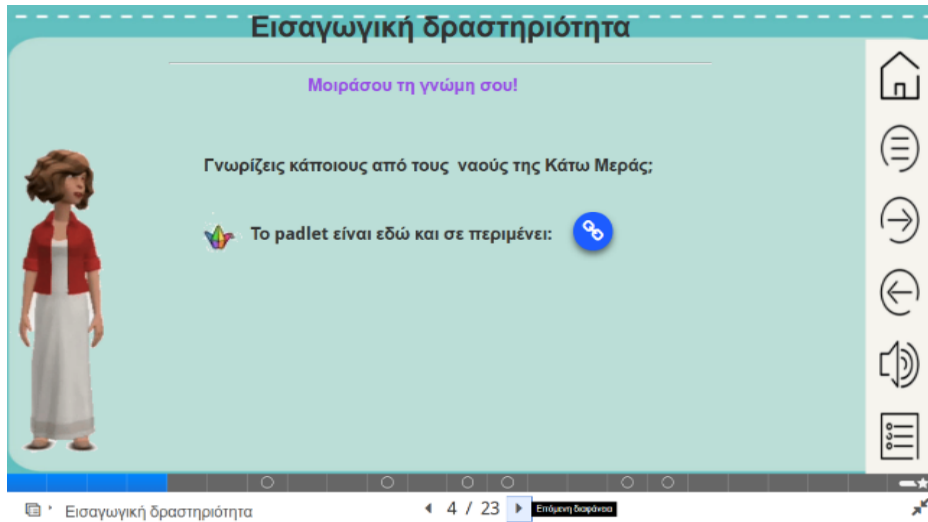 Εισαγωγική δραστηριότητα
Μοιράσου τη γνώμη σου!
Γνωρίζεις κάποιους από τους ναούς της Κάτω Μεράς;
Το padlet είναι εδώ και σε περιμένει:
Εισαγωγική δραστηριότητα
4 / 23
Επόμενη διαφάνεια